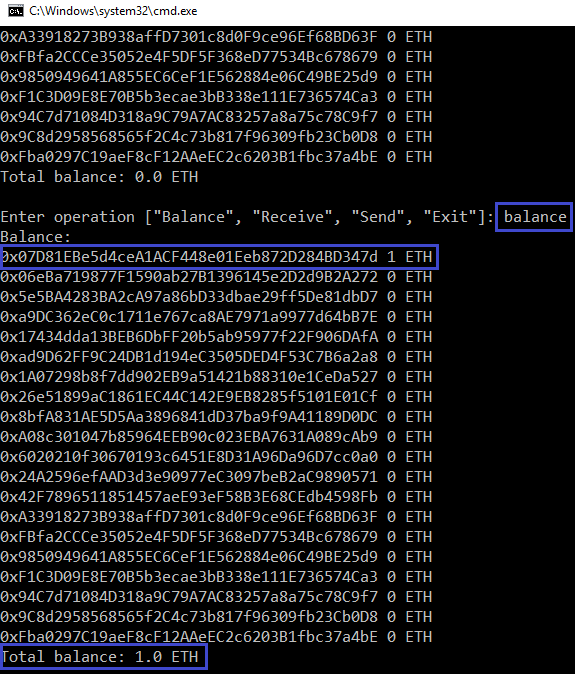 C:\Windows\system32\cmd.exe
0xA33918273B938affD7301c8d0F9ce96Ef68BD63F 0 ETH
0xFBfa2CCCe35052e4F5DF5F368eD77534Bc678679 0 ETH
0x9850949641A855EC6CeF1E562884e06C49BE25d9 0 ETH
0xF1C3D09E8E70B5b3ecae3bB338e111E736574Ca3 0 ETH
0x94C7d71084D318a9C79A7AC83257a8a75c78C9f7 0 ETH
0x9C8d2958568565f2C4c73b817f96309fb23Cb0D8 0 ETH
0xFba0297C19aeF8cF12AAeEC2c6203B1fbc37a4bE 0 ETH
Total balance: 0.0 ETH
Enter operation ["Balance", "Receive", "Send", "Exit"]: balance
Balance:
0x07D81EBe5d4ceA1ACF448e01Eeb872D284BD347d 1 ETH
0x06eBa719877F1590ab27B1396145e2D2d9B2A272 0 ETH
0x5e5BA4283BA2cA97a86bD33dbae29ff5De81dbD7 0 ETH
0xa9DC362eC0c1711e767ca8AE7971a9977d64bB7E 0 ETH
0x17434dda13BEB6DbFF20b5ab95977f22F906DAfA 0 ETH
0xad9D62FF9C24DB1d194eC3505DED4F53C7B6a2a8 0 ETH
0x1A07298b8f7dd902EB9a51421b88310e1CeDa527 0 ETH
0x26e51899aC1861EC44C142E9EB8285f5101E01Cf 0 ETH
0x8bfA831AE5D5Aa3896841dD37ba9f9A41189D0DC 0 ETH
0xA08c301047b85964EEB90c023EBA7631A089cAb9 0 ETH
0x6020210f30670193c6451E8D31A96Da96D7cc0a0 0 ETH
0x24A2596efAAD3d3e90977eC3097beB2aC9890571 0 ETH
0x42F7896511851457aeE93eF58B3E68CEdb4598Fb 0 ETH
0xA33918273B938affD7301c8d0F9ce96Ef68BD63F 0 ETH
0xFBfa2CCCe35052e4F5DF5F368eD77534Bc678679 0 ETH
0x9850949641A855EC6CeF1E562884e06C49BE25d9 0 ETH
0xF1C3D09E8E70B5b3ecae3bB338e111E736574Ca3 0 ETH
0x94C7d71084D318a9C79A7AC83257a8a75c78C9f7 0 ETH
0x9C8d2958568565f2C4c73b817f96309fb23Cb0D8 0 ETH
0xFba0297C19aeF8cF12AAeEC2c6203B1fbc37a4bE 0 ETH
Total balance: 1.0 ETH